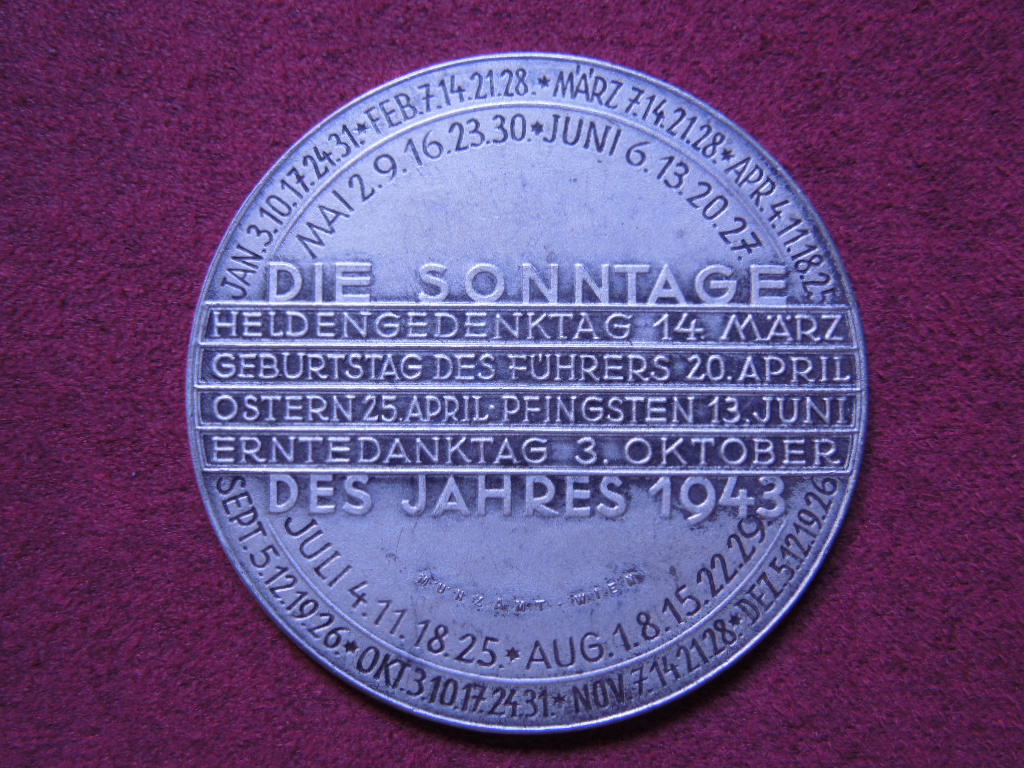 JAN. 3.10.17.24.31.*FEB.7.14.21.28.*MÄRZ 7.14.21.28.*APR. 4.11.18.25
MAI 2.9.16.23.30*JUNI 6.13.20.27.
DIE SONNTAGE
HELDENGEDENKTAG 14. MÄRZ
GEBURTSTAG DES FÜHRERS 20. APRIL
OSTERN 25. APRIL·PFINGSTEN 13. JUNI
ERNTEDANKTAG 3. OKTOBER
DES JAHRES 1943
MÜNZAMT·WIEN
JULI 4.11.18.25.*AUG.1.8.15.22.29.
SEPT.5.12.19.26.*OKT.3.10.17.24.31.*NOV.7.14.21.28*DEZ.5.12.19.26